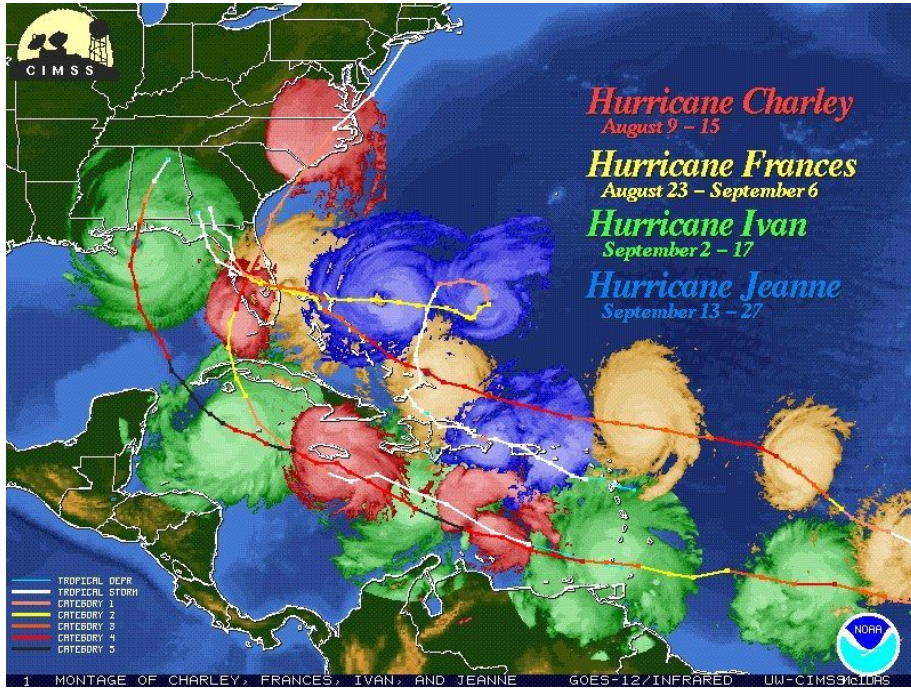 CIMSS
Hurricane Charley
August 9 – 15
Hurricane Frances
August 23 – September 6
Hurricane Ivan
September 2 – 17
Hurricane Jeanne
September 13 – 27
TROPICAL DEPR
TROPICAL STORM
CATEGORY 1
CATEGORY 2
CATEGORY 3
CATEGORY 4
CATEGORY 5
NOAA
1 MONTAGE OF CHARLEY, FRANCES, IVAN, AND JEANNE GOES-12/INFRARED UW-CIMSS McIDAS